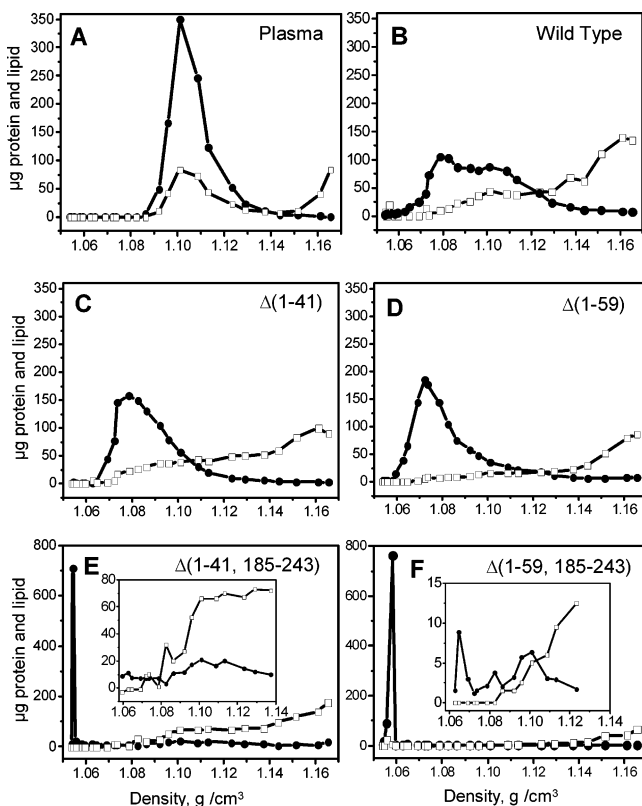 A
Plasma
350
300
250
200
150
100
50
0
1.06 1.08 1.10 1.12 1.14 1.16
µg protein and lipid
B
Wild Type
350
300
250
200
150
100
50
0
1.06 1.08 1.10 1.12 1.14 1.16
C
Δ(1-41)
350
300
250
200
150
100
50
0
1.06 1.08 1.10 1.12 1.14 1.16
µg protein and lipid
D
Δ(1-59)
350
300
250
200
150
100
50
0
1.06 1.08 1.10 1.12 1.14 1.16
E
Δ(1-41, 185-243)
800
600
400
200
0
80
60
40
20
0
1.06 1.08 1.10 1.12 1.14
1.06 1.08 1.10 1.12 1.14 1.16
µg protein and lipid
Density, g /cm³
F
Δ(1-59, 185-243)
800
600
400
200
0
15
10
5
0
1.06 1.08 1.10 1.12 1.14
1.06 1.08 1.10 1.12 1.14 1.16
Density, g /cm³